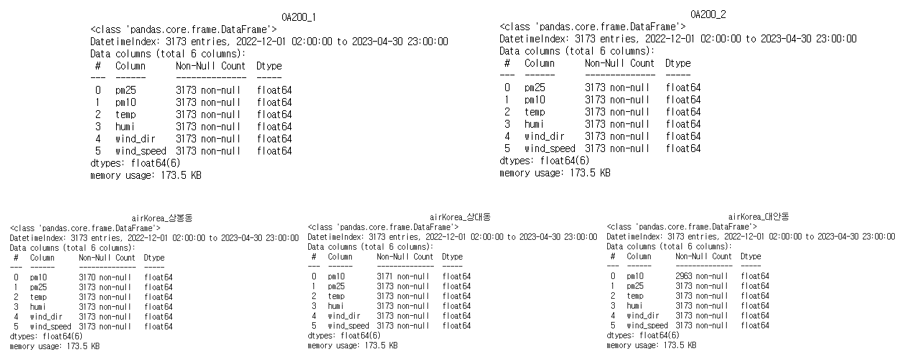 OA200_1
<class 'pandas.core.frame.DataFrame'>
DatetimeIndex: 3173 entries, 2022-12-01 02:00:00 to 2023-04-30 23:00:00
Data columns (total 6 columns):
 #   Column      Non-Null Count  Dtype
---  ------      --------------  -----
 0   pm25        3173 non-null   float64
 1   pm10        3173 non-null   float64
 2   temp        3173 non-null   float64
 3   humi        3173 non-null   float64
 4   wind_dir    3173 non-null   float64
 5   wind_speed  3173 non-null   float64
dtypes: float64(6)
memory usage: 173.5 KB
OA200_2
<class 'pandas.core.frame.DataFrame'>
DatetimeIndex: 3173 entries, 2022-12-01 02:00:00 to 2023-04-30 23:00:00
Data columns (total 6 columns):
 #   Column      Non-Null Count  Dtype
---  ------      --------------  -----
 0   pm25        3173 non-null   float64
 1   pm10        3173 non-null   float64
 2   temp        3173 non-null   float64
 3   humi        3173 non-null   float64
 4   wind_dir    3173 non-null   float64
 5   wind_speed  3173 non-null   float64
dtypes: float64(6)
memory usage: 173.5 KB
airKorea_상봉동
<class 'pandas.core.frame.DataFrame'>
DatetimeIndex: 3173 entries, 2022-12-01 02:00:00 to 2023-04-30 23:00:00
Data columns (total 6 columns):
 #   Column      Non-Null Count  Dtype
---  ------      --------------  -----
 0   pm10        3170 non-null   float64
 1   pm25        3173 non-null   float64
 2   temp        3173 non-null   float64
 3   humi        3173 non-null   float64
 4   wind_dir    3173 non-null   float64
 5   wind_speed  3173 non-null   float64
dtypes: float64(6)
memory usage: 173.5 KB
airKorea_상대동
<class 'pandas.core.frame.DataFrame'>
DatetimeIndex: 3173 entries, 2022-12-01 02:00:00 to 2023-04-30 23:00:00
Data columns (total 6 columns):
 #   Column      Non-Null Count  Dtype
---  ------      --------------  -----
 0   pm10        3171 non-null   float64
 1   pm25        3173 non-null   float64
 2   temp        3173 non-null   float64
 3   humi        3173 non-null   float64
 4   wind_dir    3173 non-null   float64
 5   wind_speed  3173 non-null   float64
dtypes: float64(6)
memory usage: 173.5 KB
airKorea_대안동
<class 'pandas.core.frame.DataFrame'>
DatetimeIndex: 3173 entries, 2022-12-01 02:00:00 to 2023-04-30 23:00:00
Data columns (total 6 columns):
 #   Column      Non-Null Count  Dtype
---  ------      --------------  -----
 0   pm10        2963 non-null   float64
 1   pm25        3173 non-null   float64
 2   temp        3173 non-null   float64
 3   humi        3173 non-null   float64
 4   wind_dir    3173 non-null   float64
 5   wind_speed  3173 non-null   float64
dtypes: float64(6)
memory usage: 173.5 KB